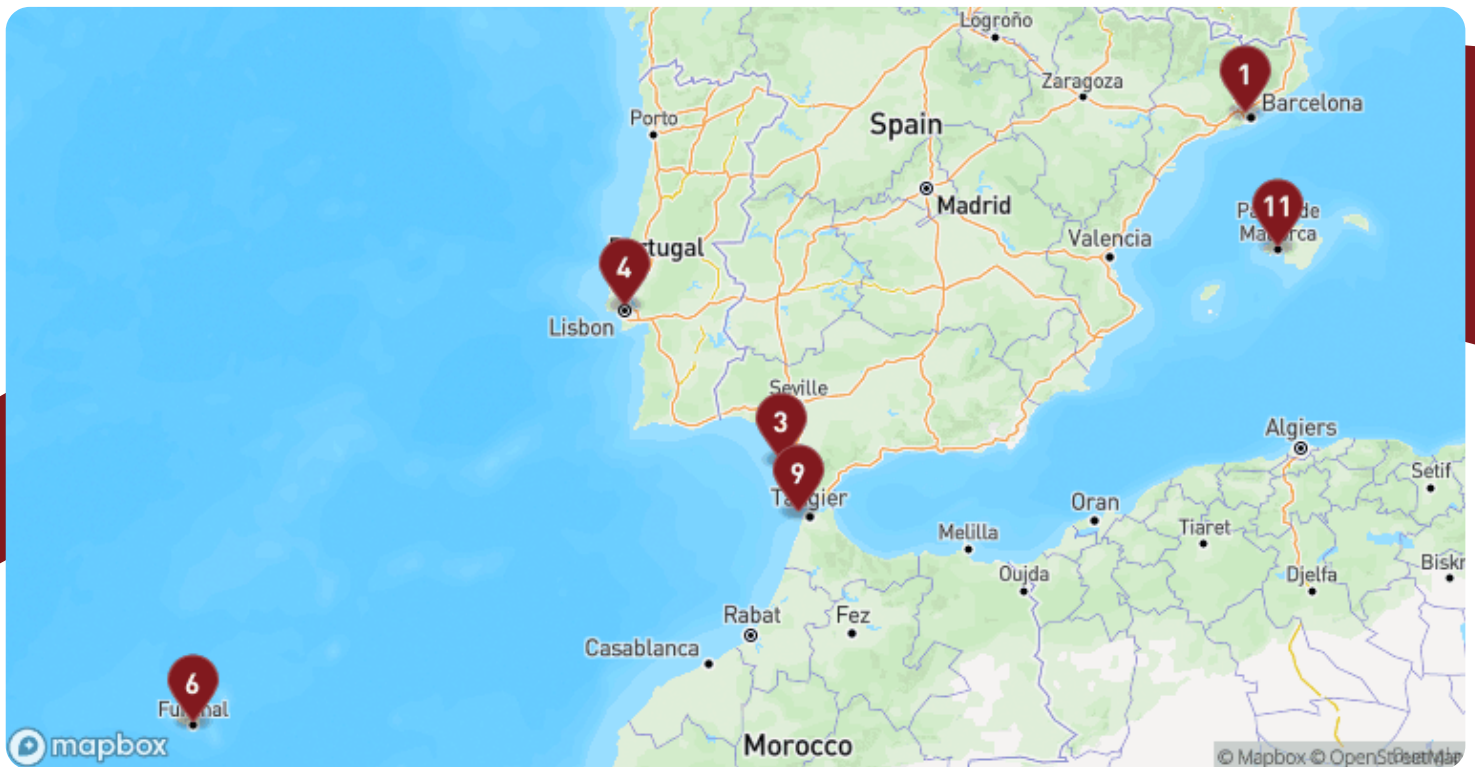 Logroño
Zaragoza
1
Barcelona
Porto
Spain
Madrid
11
Valencia
4
Lisbon
Seville
3
9
Algiers
Setif
Oran
Tiaret
Melilla
Oujda
Djelfa
Rabat
Fez
Casablanca
6
Morocco
mapbox
© Mapbox © OpenStreetMap